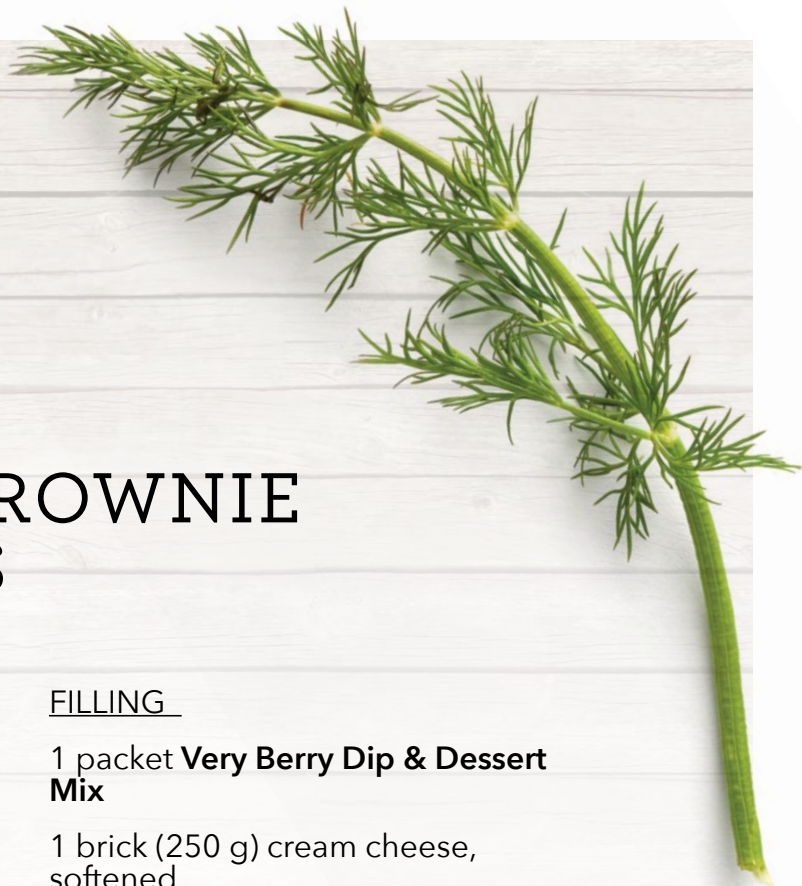 ROWNIE
S
FILLING
1 packet Very Berry Dip & Dessert
Mix
1 brick (250 g) cream cheese,
softened